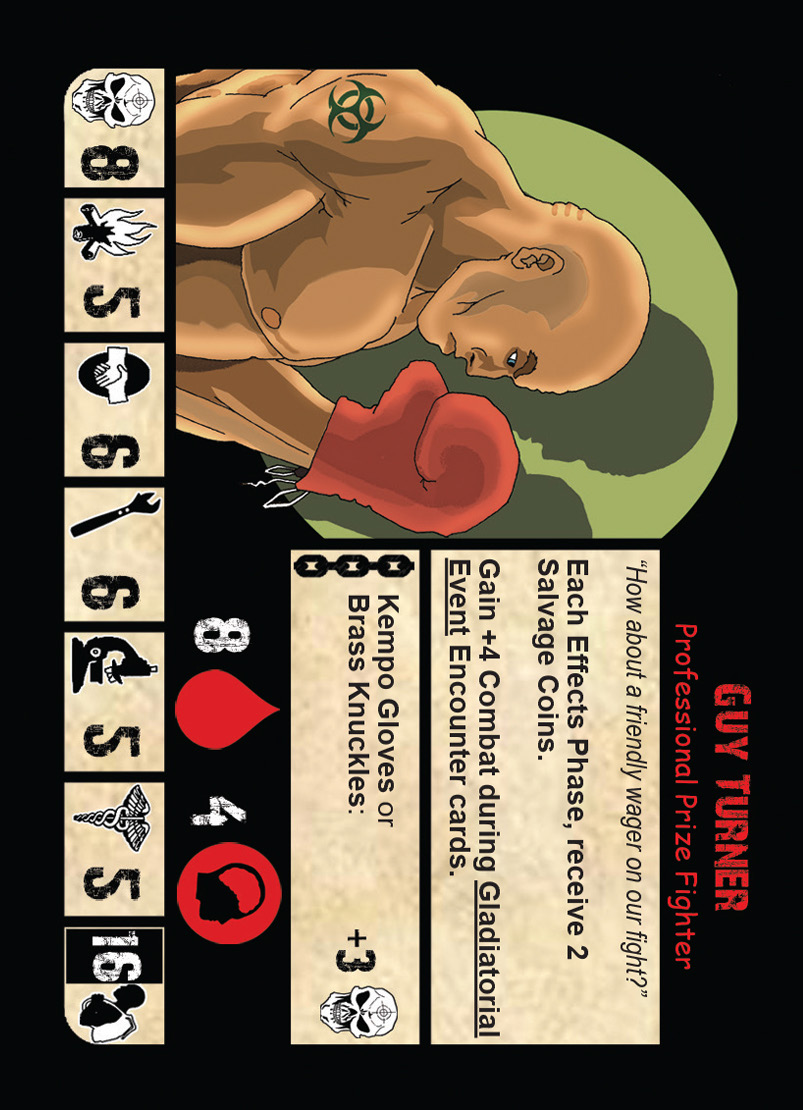 GUY TURNER
Professional Prize Fighter
“How about a friendly wager on our fight?”
Each Effects Phase, receive 2
Salvage Coins.
Gain +4 Combat during Gladiatorial
Event Encounter cards.
Kempo Gloves or
Brass Knuckles:
+3
8
4
8
5
6
6
5
5
16